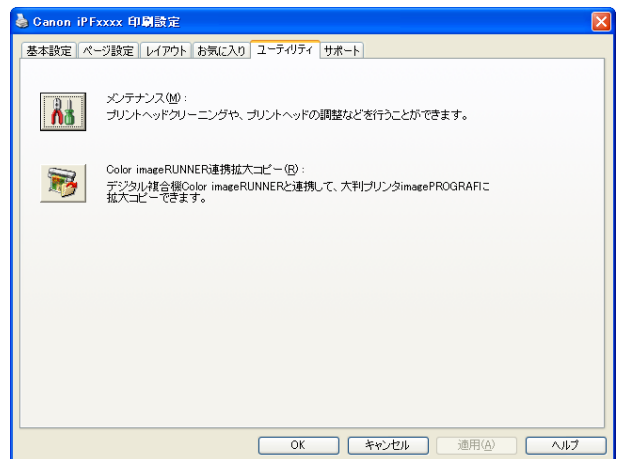 Canon iPFxxxx 印刷設定
基本設定 ページ設定 レイアウト お気に入り ユーティリティ サポート
メンテナンス(M) :
プリントヘッドクリーニングや、プリントヘッドの調整などを行うことができます。
Color imageRUNNER連携拡大コピー(R) :
デジタル複合機Color imageRUNNERと連携して、大判プリンタimagePROGRAFに
拡大コピーできます。
OK キャンセル 適用(A) ヘルプ